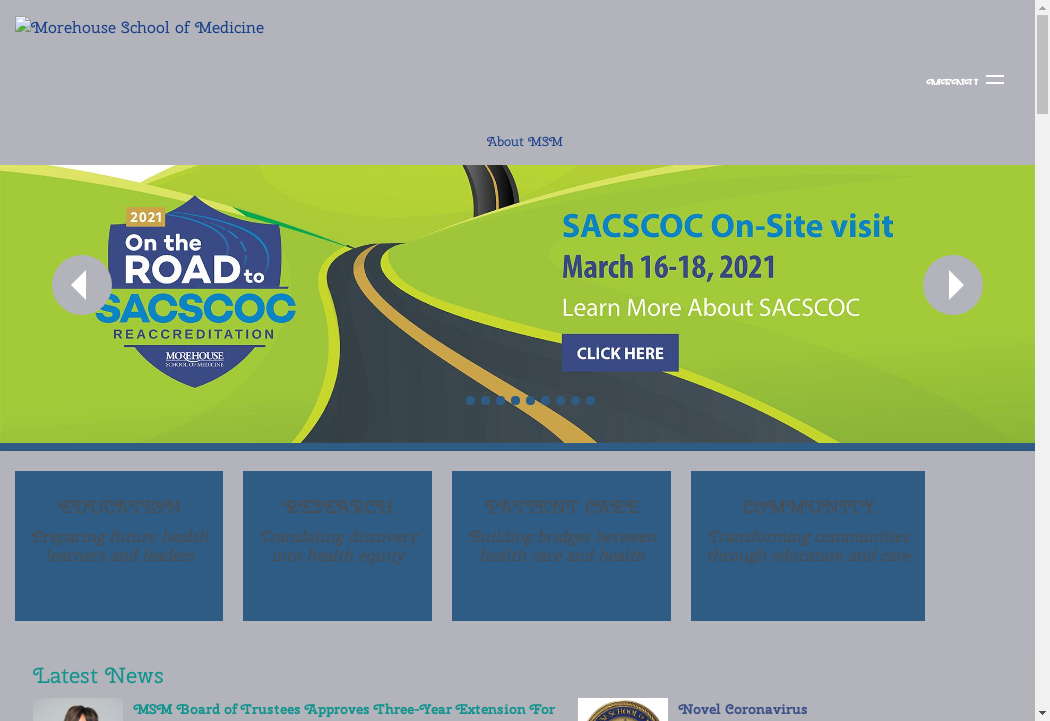 Morehouse School of Medicine
About MSM
2021
On the
ROAD to
SACSCOC
REACCREDITATION
MOREHOUSE
SCHOOL OF MEDICINE
SACSCOC On-Site visit
March 16-18, 2021
Learn More About SACSCOC
CLICK HERE
EDUCATION
Preparing future health
learners and leaders
RESEARCH
Translating discovery
into health equity
PATIENT CARE
Building bridges between
health care and health
COMMUNITY
Transforming communities
through education and care
Latest News
MSM Board of Trustees Approves Three-Year Extension For
Novel Coronavirus